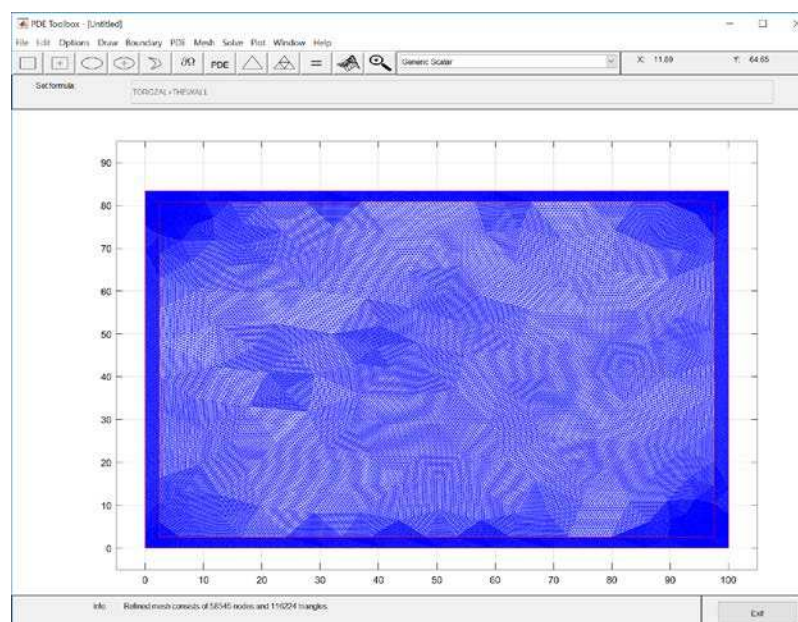 PDE Toolbox - [Untitled]
File Edit Options Draw Boundary PDE Mesh Solve Plot Window Help
∂Ω PDE = Generic Scalar X: 11.69 Y: 64.65
Set formula:
90
80
70
60
50
40
30
20
10
0
0 10 20 30 40 50 60 70 80 90 100
Info: Refined mesh consists of 58345 nodes and 116224 triangles.
Exit